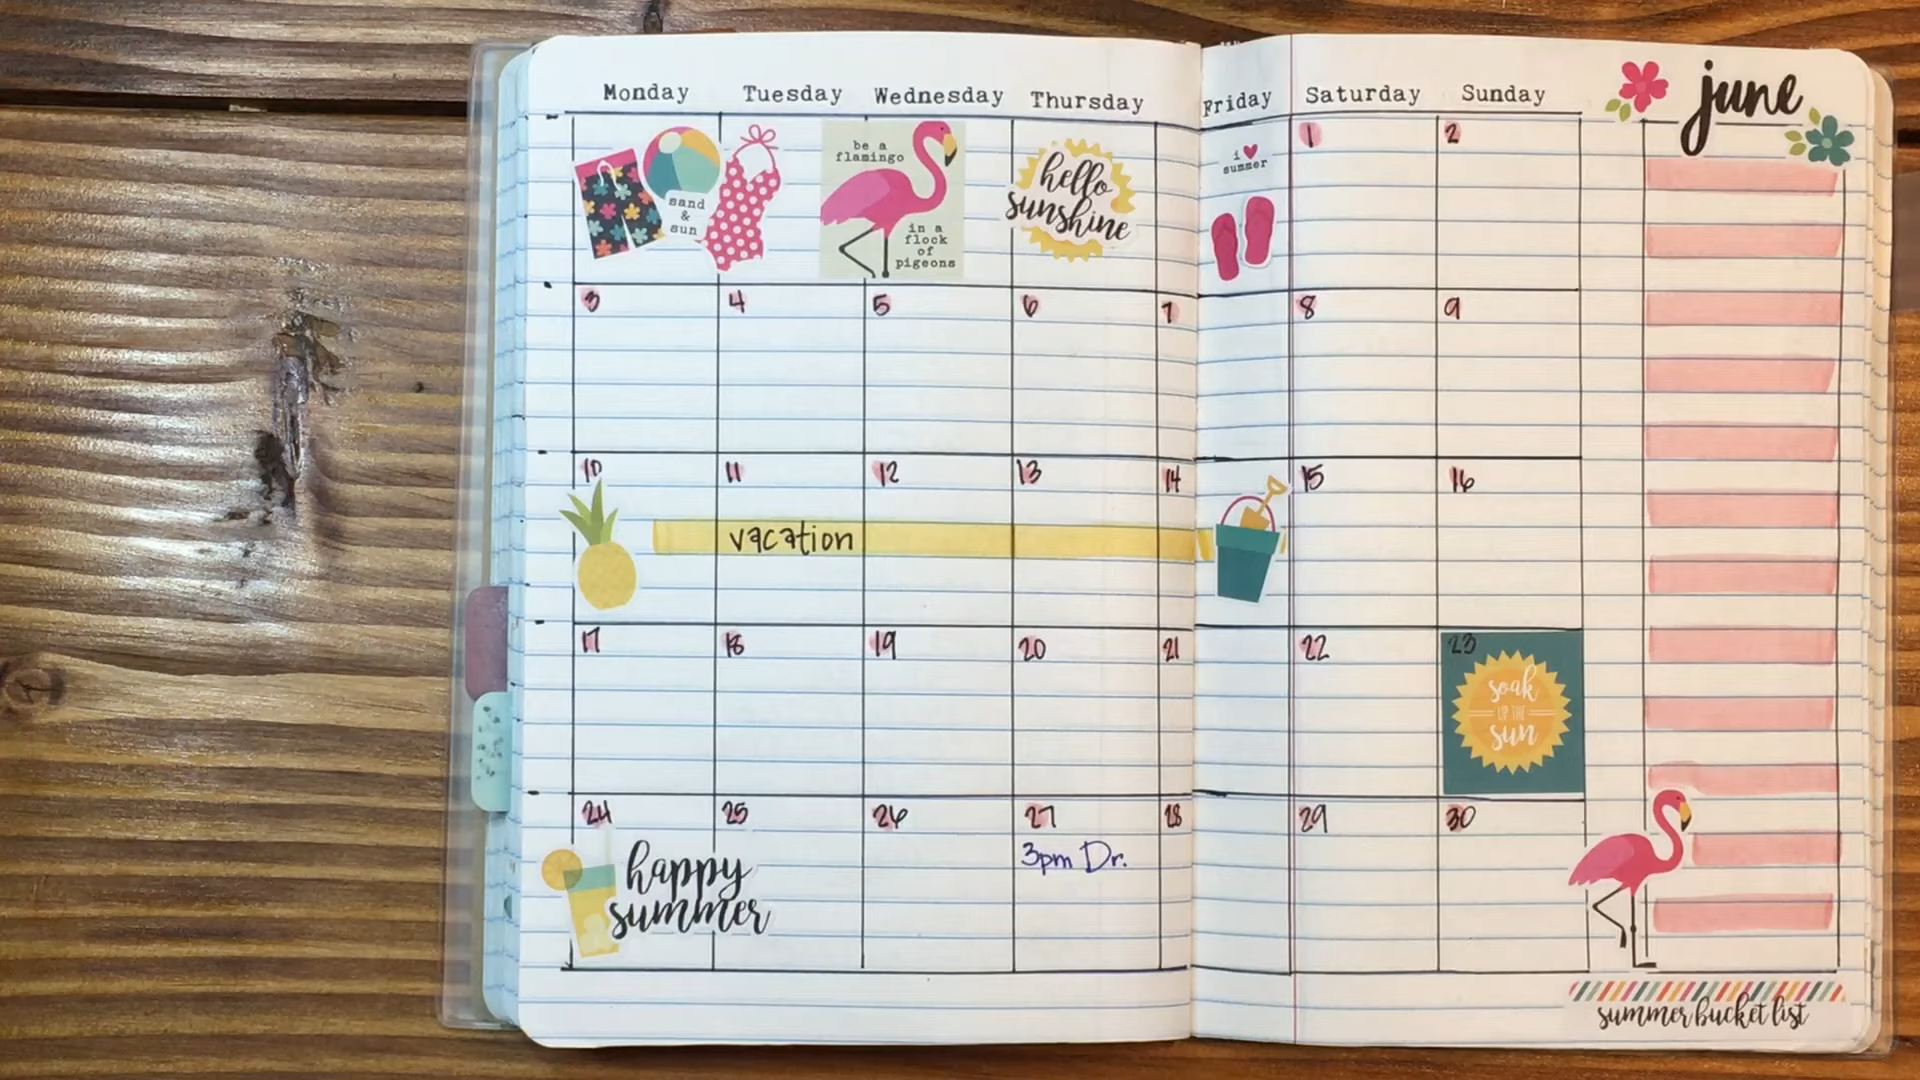 june
Monday Tuesday Wednesday Thursday Friday Saturday Sunday
sand
&
sun
be a
flamingo
in a
flock
of
pigeons
hello
sunshine
i
summer
1 2
3 4 5 6 7 8 9
10 11 12 13 14 15 16
vacation
17 18 19 20 21 22 23
soak
UP THE
sun
24 25 26 27 28 29 30
happy
summer
3pm Dr.
summer bucket list